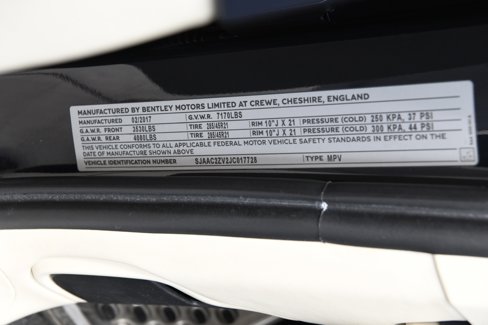 MANUFACTURED BY BENTLEY MOTORS LIMITED AT CREWE, CHESHIRE, ENGLAND
MANUFACTURED 02/2017 G.V.W.R. 7170LBS
G.A.W.R. FRONT 3530LBS TIRE 285/45R21 RIM 10"J X 21 PRESSURE (COLD) 250 KPA, 37 PSI
G.A.W.R. REAR 4080LBS TIRE 285/45R21 RIM 10"J X 21 PRESSURE (COLD) 300 KPA, 44 PSI
THIS VEHICLE CONFORMS TO ALL APPLICABLE FEDERAL MOTOR VEHICLE SAFETY STANDARDS IN EFFECT ON THE
DATE OF MANUFACTURE SHOWN ABOVE
VEHICLE IDENTIFICATION NUMBER SJAAC2ZV2JC017728 TYPE MPV